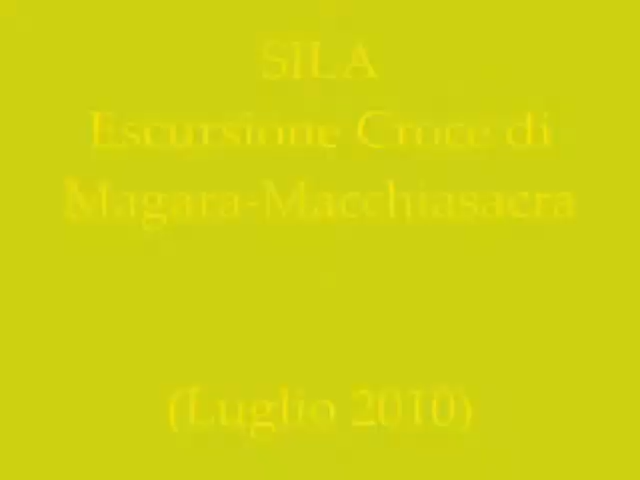 SILA
Escursione Croce di
Magara-Macchiasacra
(Luglio 2010)